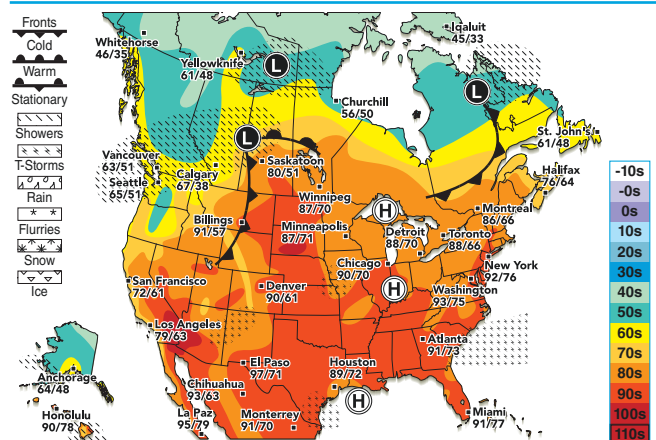 Fronts
Cold
Warm
Stationary
Showers
T-Storms
Rain
Flurries
Snow
Ice
Whitehorse
46/35
Yellowknife
61/48
L
Iqaluit
45/33
L
Churchill
56/50
St. John's
61/48
L
Vancouver
63/51
Seattle
65/51
Calgary
67/38
Saskatoon
80/51
Winnipeg
87/70
Halifax
76/64
Billings
91/57
Minneapolis
87/71
H
Detroit
88/70
Montreal
86/66
Toronto
88/66
Chicago
90/70
New York
92/76
San Francisco
72/61
Denver
90/61
H
Washington
93/75
Los Angeles
79/63
Atlanta
91/73
El Paso
97/71
Houston
89/72
Chihuahua
93/63
H
Anchorage
64/48
Honolulu
90/78
La Paz
95/79
Monterrey
91/70
Miami
91/77
-10s
-0s
0s
10s
20s
30s
40s
50s
60s
70s
80s
90s
100s
110s